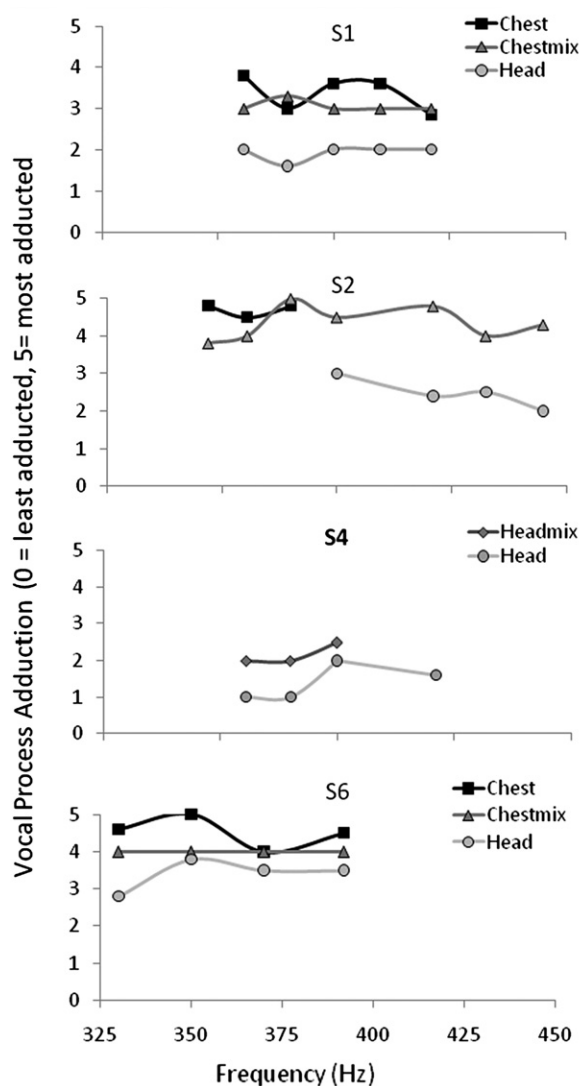 Vocal Process Adduction (0 = least adducted, 5= most adducted
S1
Chest
Chestmix
Head
5
4
3
2
1
0
S2
5
4
3
2
1
0
S4
Headmix
Head
5
4
3
2
1
0
S6
Chest
Chestmix
Head
5
4
3
2
1
0
325 350 375 400 425 450
Frequency (Hz)